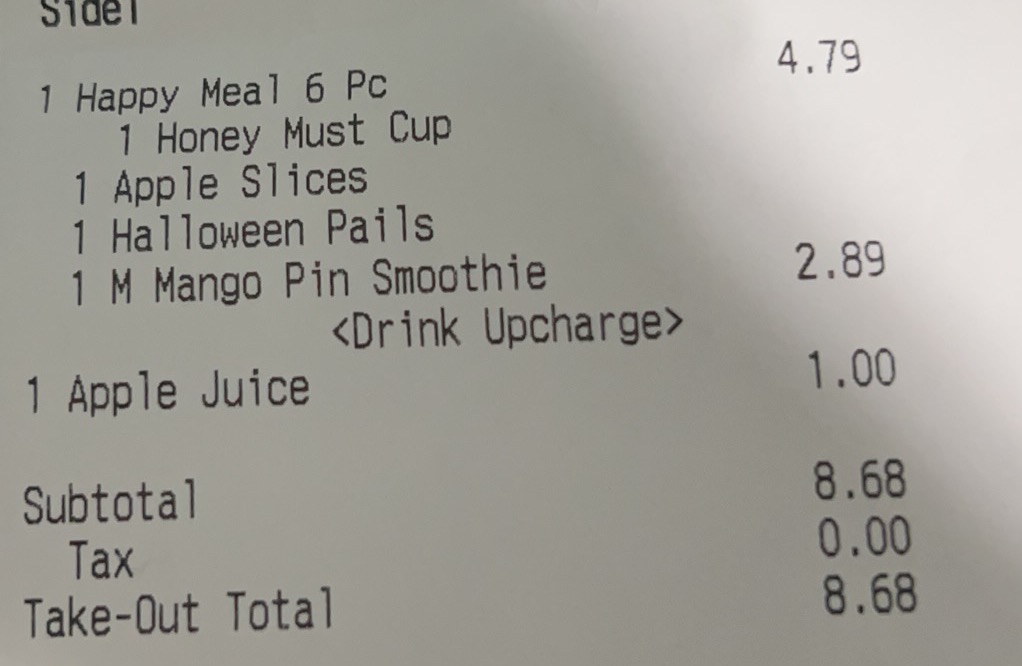 Side1
4.79
1 Happy Meal 6 Pc
1 Honey Must Cup
1 Apple Slices
1 Halloween Pails
1 M Mango Pin Smoothie 2.89
<Drink Upcharge>
1 Apple Juice 1.00
Subtotal 8.68
Tax 0.00
Take-Out Total 8.68